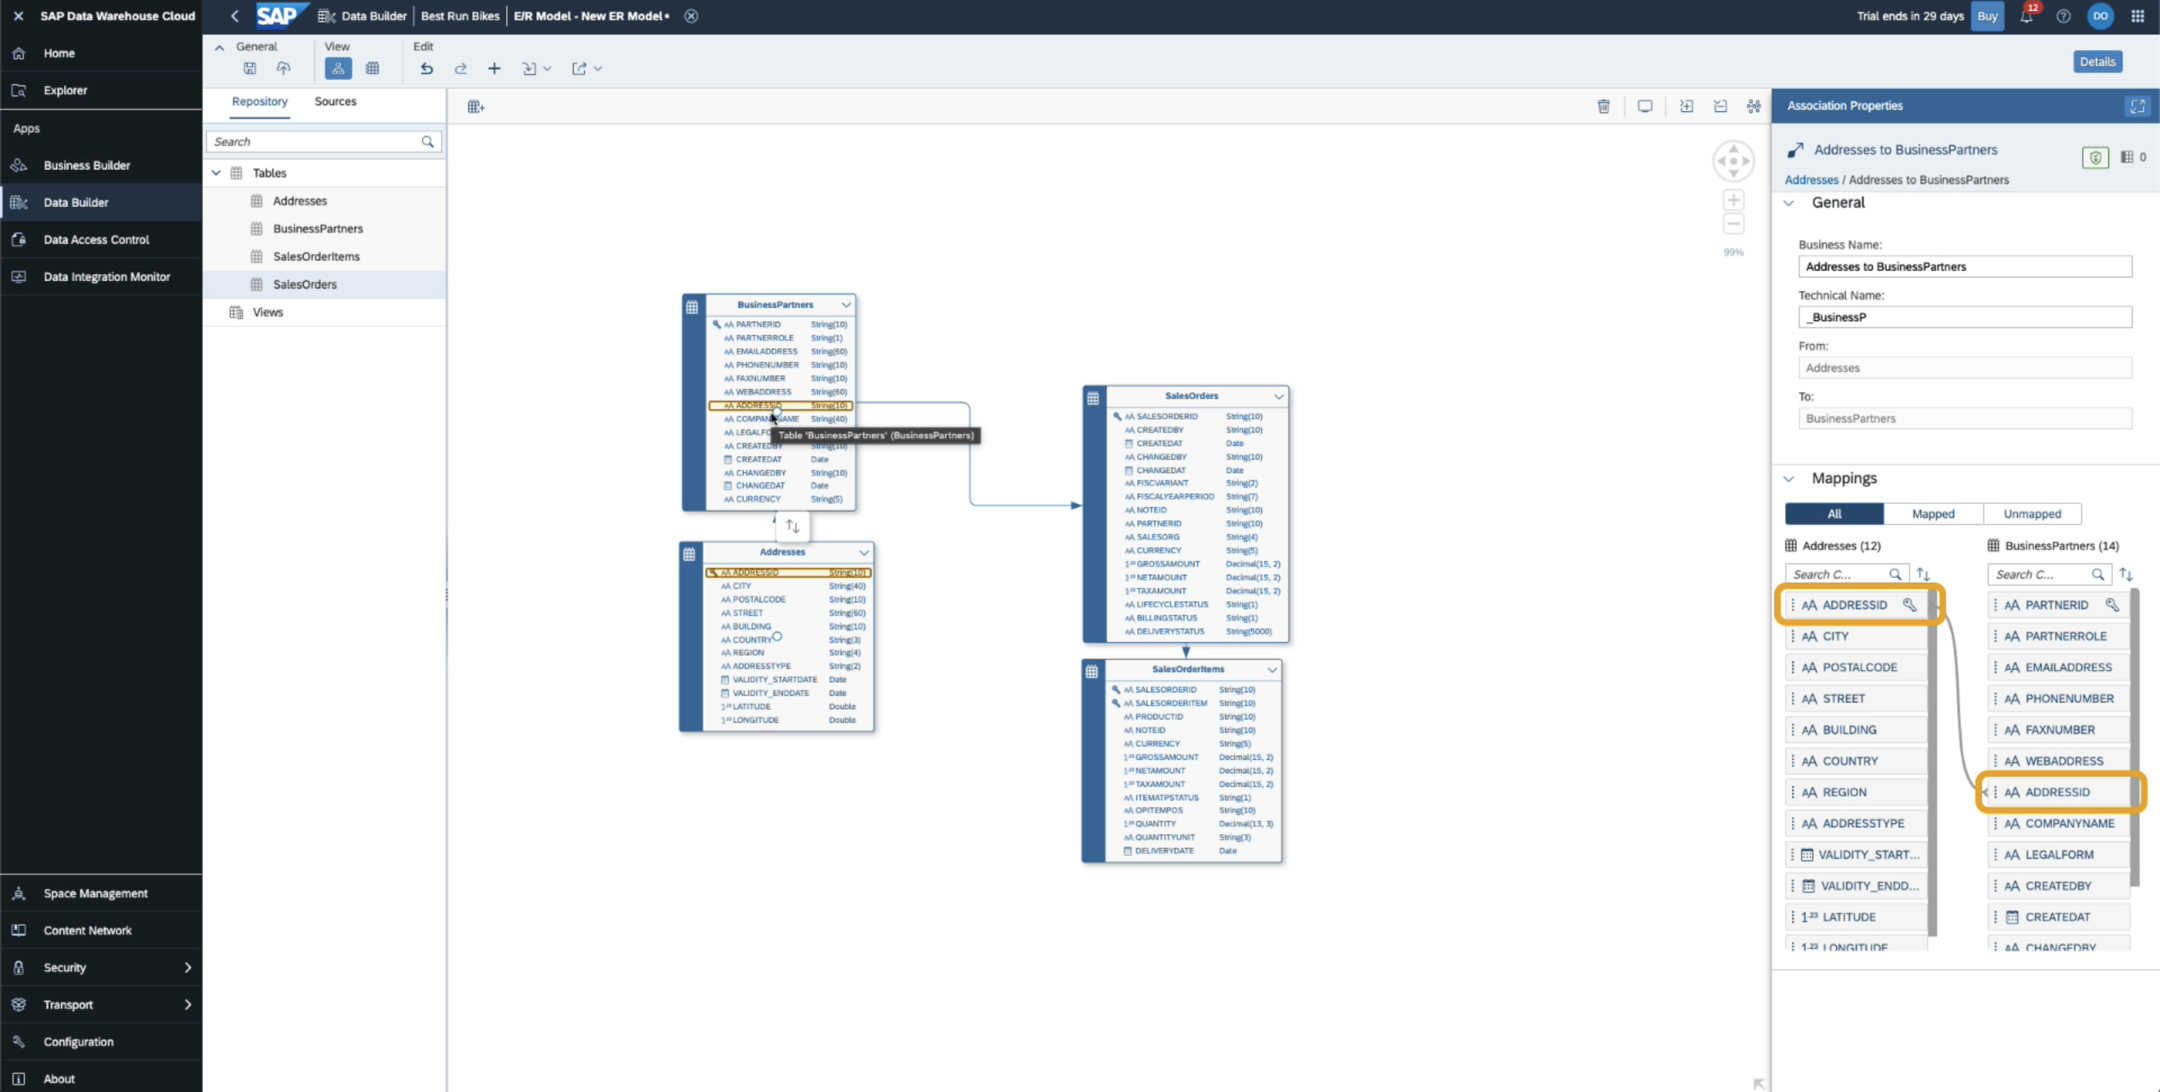 SAP Data Warehouse Cloud
SAP
Data Builder
Best Run Bikes
E/R Model - New ER Model •
Trial ends in 29 days
Buy
12
DO
Home
Explorer
Apps
Business Builder
Data Builder
Data Access Control
Data Integration Monitor
Space Management
Content Network
Security
Transport
Configuration
About
General
View
Edit
Details
Repository
Sources
Search
Tables
Addresses
BusinessPartners
SalesOrderItems
SalesOrders
Views
99%
BusinessPartners
PARTNERID String(10)
PARTNERROLE String(1)
EMAILADDRESS String(60)
PHONENUMBER String(10)
FAXNUMBER String(10)
WEBADDRESS String(60)
ADDRESSID String(10)
COMPANYNAME String(40)
LEGALFO
CREATEDBY String(10)
CREATEDAT Date
CHANGEDBY String(10)
CHANGEDAT Date
CURRENCY String(5)
Table 'BusinessPartners' (BusinessPartners)
Addresses
ADDRESSID String(10)
CITY String(40)
POSTALCODE String(10)
STREET String(60)
BUILDING String(10)
COUNTRY String(3)
REGION String(4)
ADDRESSTYPE String(2)
VALIDITY_STARTDATE Date
VALIDITY_ENDDATE Date
LATITUDE Double
LONGITUDE Double
SalesOrders
SALESORDERID String(10)
CREATEDBY String(10)
CREATEDAT Date
CHANGEDBY String(10)
CHANGEDAT Date
FISCVARIANT String(2)
FISCALYEARPERIOD String(7)
NOTEID String(10)
PARTNERID String(10)
SALESORG String(4)
CURRENCY String(5)
GROSSAMOUNT Decimal(15, 2)
NETAMOUNT Decimal(15, 2)
TAXAMOUNT Decimal(15, 2)
LIFECYCLESTATUS String(1)
BILLINGSTATUS String(1)
DELIVERYSTATUS String(5000)
SalesOrderItems
SALESORDERID String(10)
SALESORDERITEM String(10)
PRODUCTID String(10)
NOTEID String(10)
CURRENCY String(5)
GROSSAMOUNT Decimal(15, 2)
NETAMOUNT Decimal(15, 2)
TAXAMOUNT Decimal(15, 2)
ITEMATPSTATUS String(1)
OPITEMPOS String(10)
QUANTITY Decimal(13, 3)
QUANTITYUNIT String(3)
DELIVERYDATE Date
Association Properties
Addresses to BusinessPartners
0
Addresses / Addresses to BusinessPartners
General
Business Name:
Addresses to BusinessPartners
Technical Name:
_BusinessP
From:
Addresses
To:
BusinessPartners
Mappings
All
Mapped
Unmapped
Addresses (12)
Search C...
ADDRESSID
CITY
POSTALCODE
STREET
BUILDING
COUNTRY
REGION
ADDRESSTYPE
VALIDITY_START...
VALIDITY_ENDD...
LATITUDE
LONGITUDE
BusinessPartners (14)
Search C...
PARTNERID
PARTNERROLE
EMAILADDRESS
PHONENUMBER
FAXNUMBER
WEBADDRESS
ADDRESSID
COMPANYNAME
LEGALFORM
CREATEDBY
CREATEDAT
CHANGEDBY